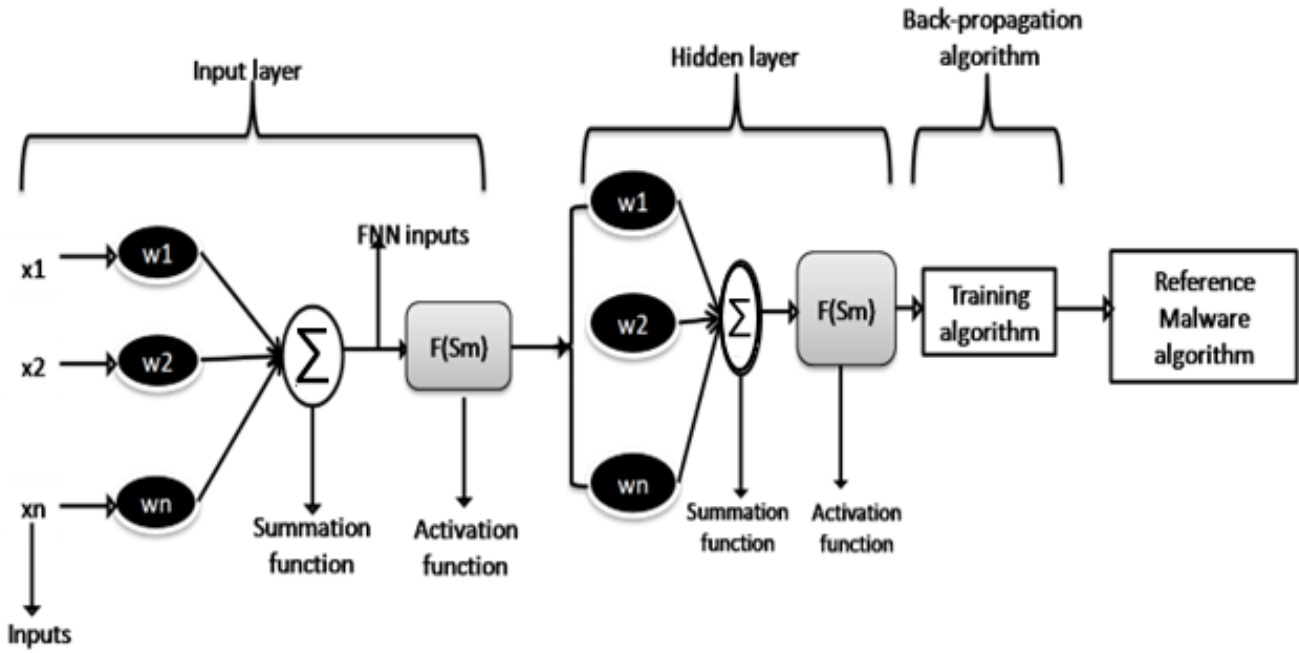 Back-propagation
algorithm
Input layer
Hidden layer
FNN inputs
x1
w1
x2
w2
xn
wn
Σ
F(Sm)
w1
w2
wn
Σ
F(Sm)
Training
algorithm
Reference
Malware
algorithm
Summation
function
Activation
function
Summation
function
Activation
function
Inputs